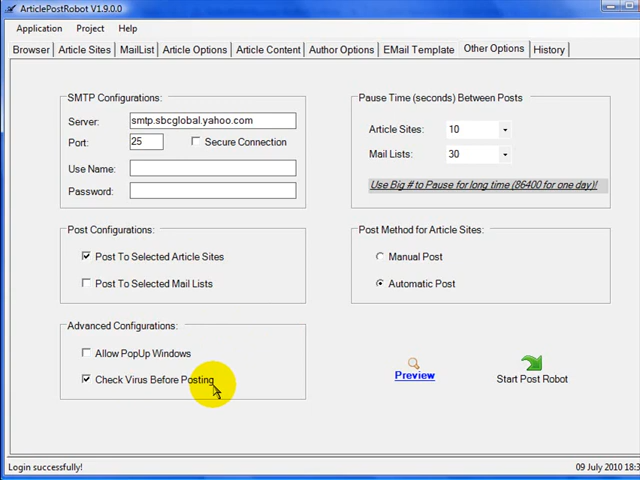 ArticlePostRobot V1.9.0.0
Application Project Help
Browser Article Sites MailList Article Options Article Content Author Options EMail Template Other Options History
SMTP Configurations:
Server: smtp.sbcglobal.yahoo.com
Port: 25 Secure Connection
Use Name:
Password:
Pause Time (seconds) Between Posts
Article Sites: 10
Mail Lists: 30
Use Big # to Pause for long time (86400 for one day)!
Post Configurations:
Post To Selected Article Sites
Post To Selected Mail Lists
Post Method for Article Sites:
Manual Post
Automatic Post
Advanced Configurations:
Allow PopUp Windows
Check Virus Before Posting
Preview
Start Post Robot
Login successfully! 09 July 2010